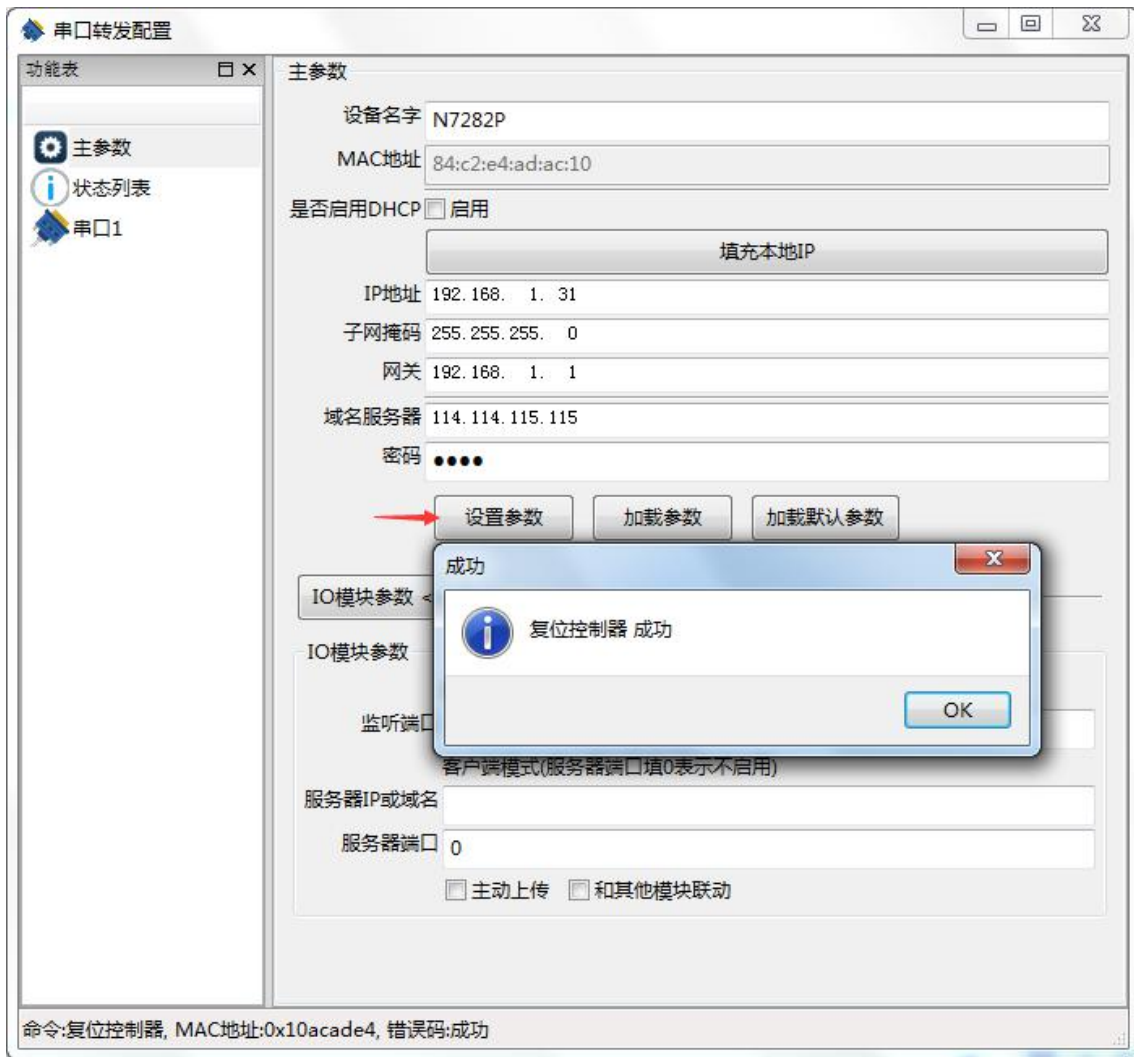 串口转发配置
功能表
主参数
状态列表
串口1
主参数
设备名字 N7282P
MAC地址 84:c2:e4:ad:ac:10
是否启用DHCP 启用
填充本地IP
IP地址 192.168. 1. 31
子网掩码 255.255.255. 0
网关 192.168. 1. 1
域名服务器 114.114.115.115
密码 ●●●●
设置参数 加载参数 加载默认参数
成功
复位控制器 成功
OK
IO模块参数 <
IO模块参数
监听端口
客户端模式(服务器端口填0表示不启用)
服务器IP或域名
服务器端口 0
主动上传 和其他模块联动
命令:复位控制器, MAC地址:0x10acade4, 错误码:成功